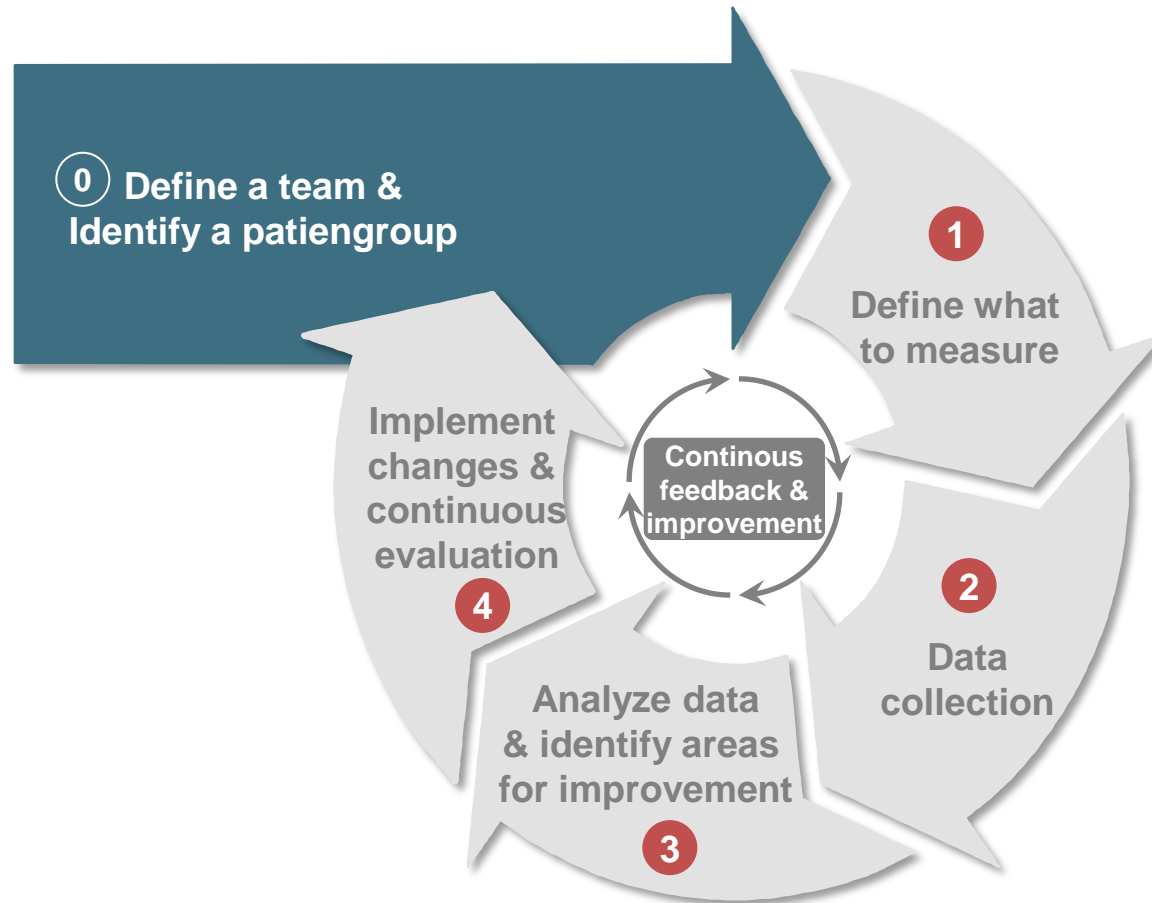 0 Define a team &
Identify a patiengroup
1
Define what
to measure
2
Data
collection
Analyze data
& identify areas
for improvement
3
Implement
changes &
continuous
evaluation
4
Continous
feedback &
improvement